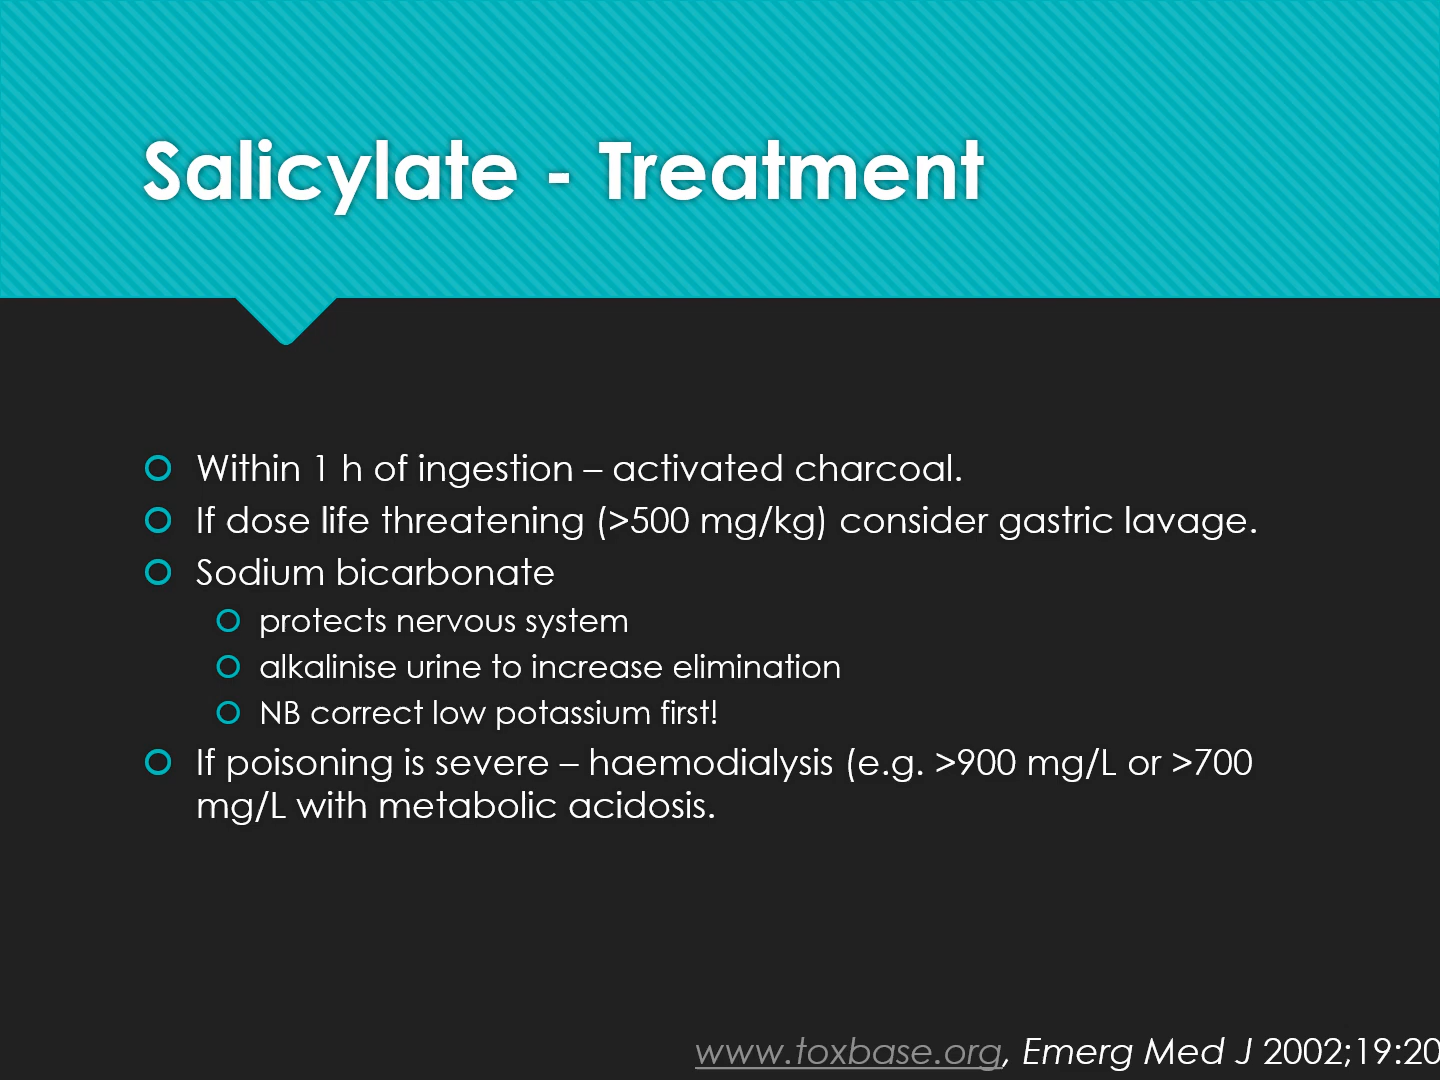 Salicylate - Treatment
Within 1 h of ingestion – activated charcoal.
If dose life threatening (>500 mg/kg) consider gastric lavage.
Sodium bicarbonate
protects nervous system
alkalinise urine to increase elimination
NB correct low potassium first!
If poisoning is severe – haemodialysis (e.g. >900 mg/L or >700
mg/L with metabolic acidosis.
www.toxbase.org, Emerg Med J 2002;19:20